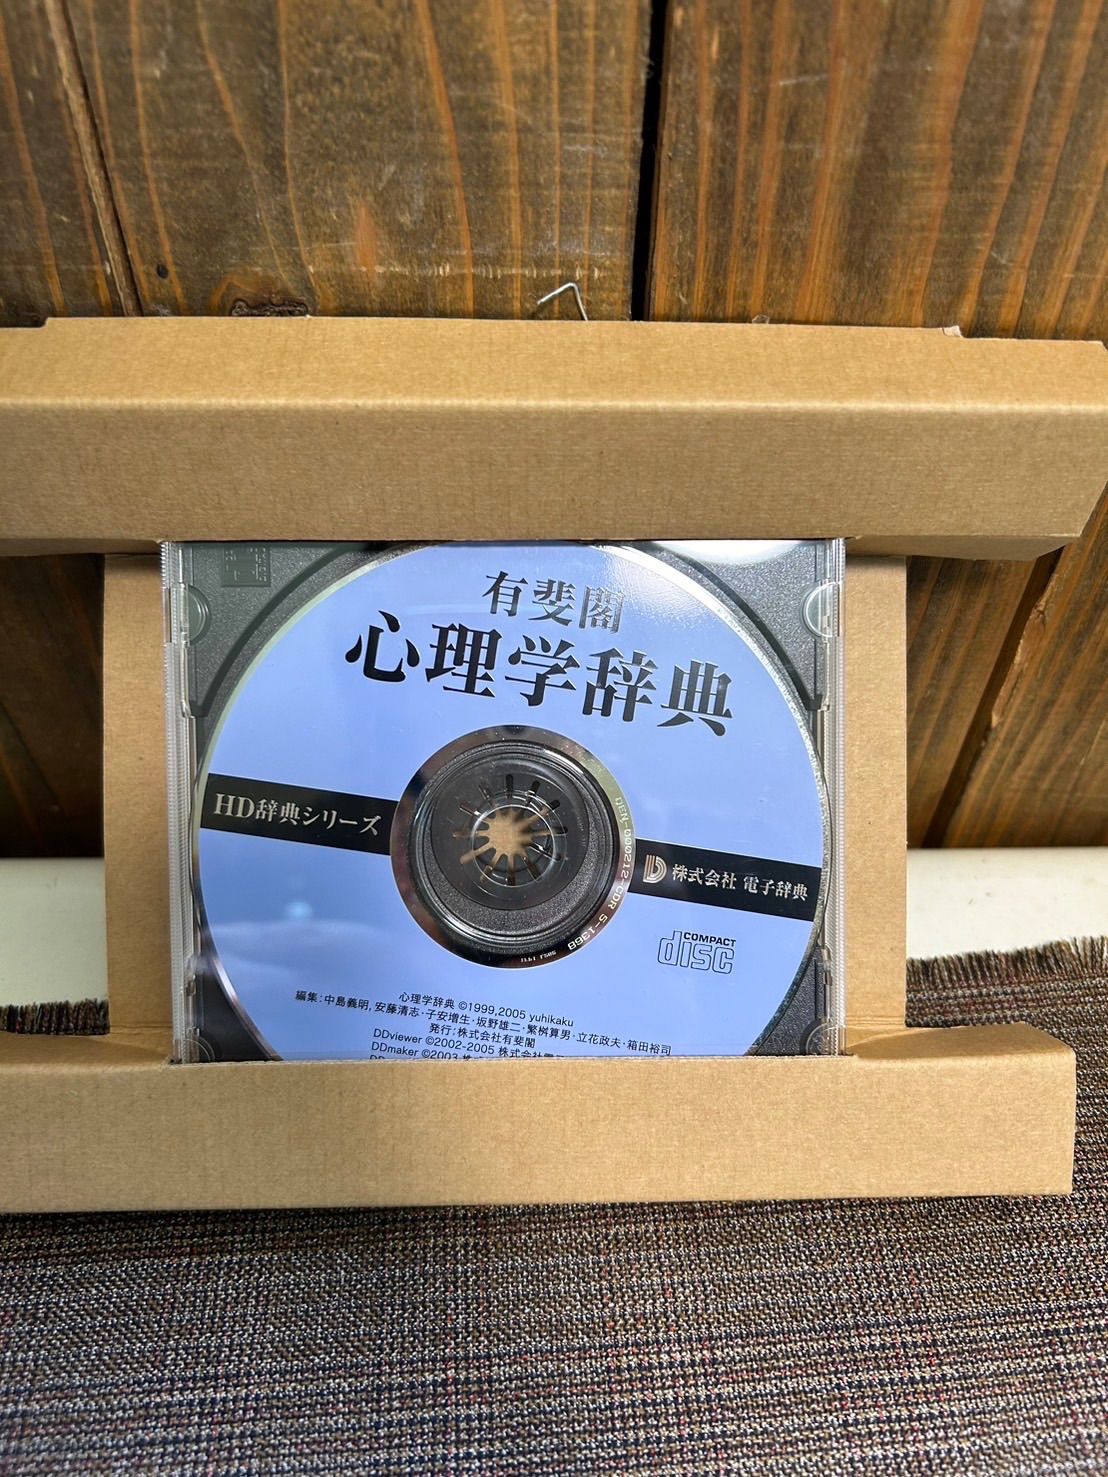 有斐閣
心理学辞典
HD辞典シリーズ
株式会社 電子辞典
COMPACT
disc
心理学辞典 ©1999,2005 yuhikaku
編集:中島義明, 安藤清志・子安増生・坂野雄二・繁桝算男・立花政夫・箱田裕司
発行:株式会社有斐閣
DDviewer ©2002-2005 株式会社
DDmaker ©2003